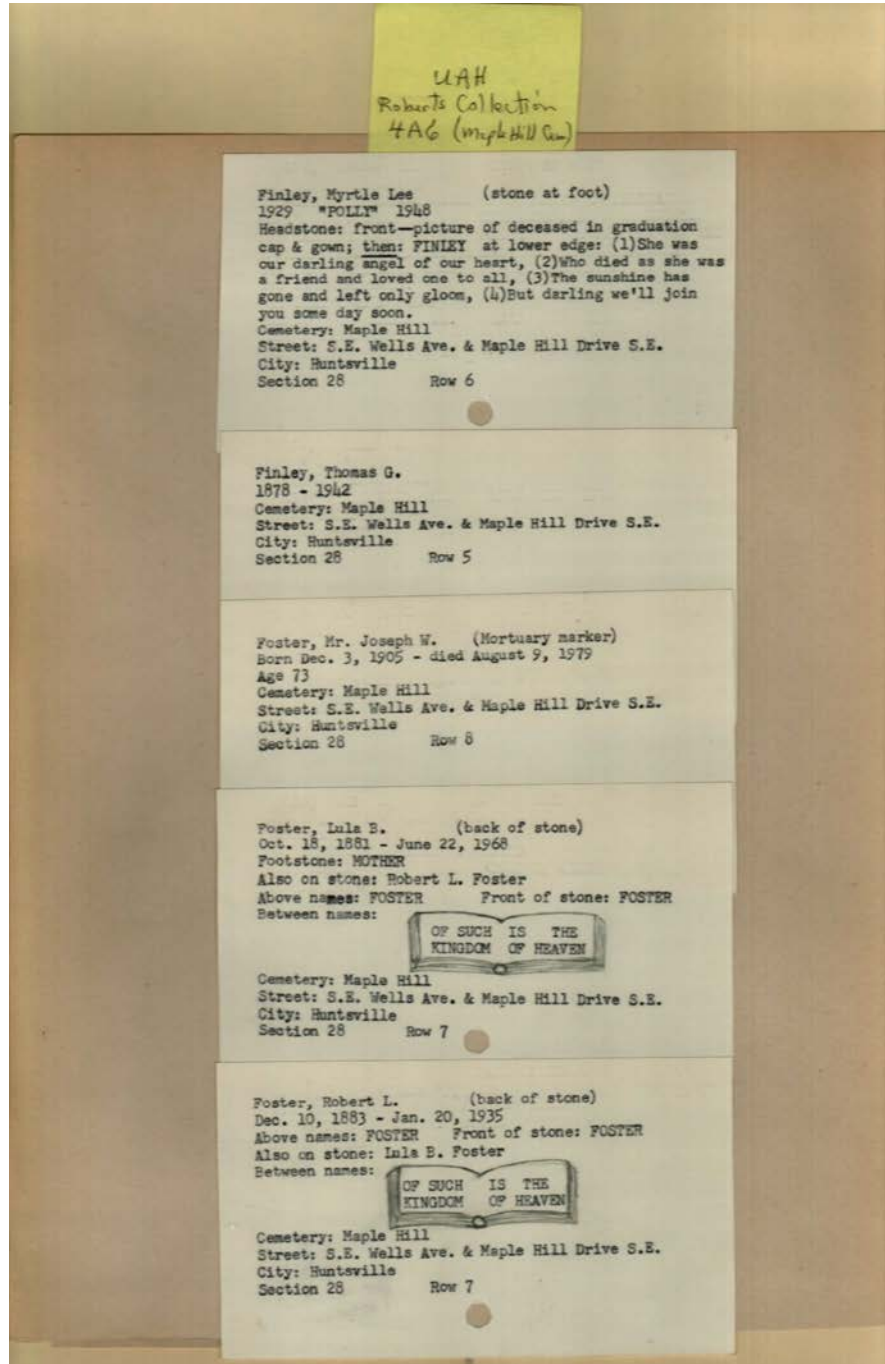 UAH
Roberts Collection
4A6 (Maple Hill Cem)
Finley, Myrtle Lee (stone at foot)
1929 "POLLY" 1948
Headstone: front—picture of deceased in graduation
cap & gown; then: FINLEY at lower edge: (1)She was
our darling angel of our heart, (2)Who died as she was
a friend and loved one to all, (3)The sunshine has
gone and left only gloom, (4)But darling we'll join
you some day soon.
Cemetery: Maple Hill
Street: S.E. Wells Ave. & Maple Hill Drive S.E.
City: Huntsville
Section 28 Row 6
Finley, Thomas G.
1878 - 1942
Cemetery: Maple Hill
Street: S.E. Wells Ave. & Maple Hill Drive S.E.
City: Huntsville
Section 28 Row 5
Foster, Mr. Joseph W. (Mortuary marker)
Born Dec. 3, 1905 - died August 9, 1979
Age 73
Cemetery: Maple Hill
Street: S.E. Wells Ave. & Maple Hill Drive S.E.
City: Huntsville
Section 28 Row 8
Foster, Lula B. (back of stone)
Oct. 18, 1881 - June 22, 1968
Footstone: MOTHER
Also on stone: Robert L. Foster
Above names: FOSTER Front of stone: FOSTER
Between names:
OF SUCH IS THE
KINGDOM OF HEAVEN
Cemetery: Maple Hill
Street: S.E. Wells Ave. & Maple Hill Drive S.E.
City: Huntsville
Section 28 Row 7
Foster, Robert L. (back of stone)
Dec. 10, 1883 - Jan. 20, 1935
Above names: FOSTER Front of stone: FOSTER
Also on stone: Lula B. Foster
Between names:
OF SUCH IS THE
KINGDOM OF HEAVEN
Cemetery: Maple Hill
Street: S.E. Wells Ave. & Maple Hill Drive S.E.
City: Huntsville
Section 28 Row 7